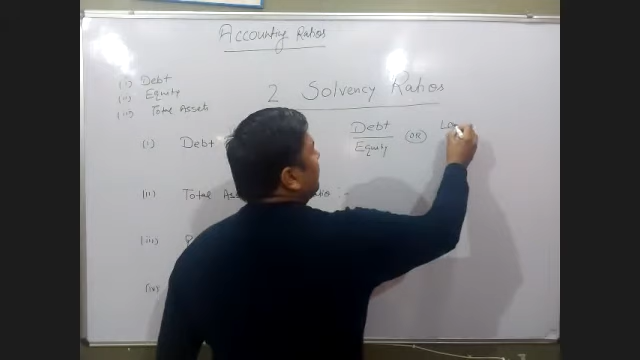 Accounting Ratios
(i) Debt
(ii) Equity
(iii) Total Assets
2 Solvency Ratios
(i) Debt
Debt
Equity
OR
(ii) Total
(iii)
(iv)